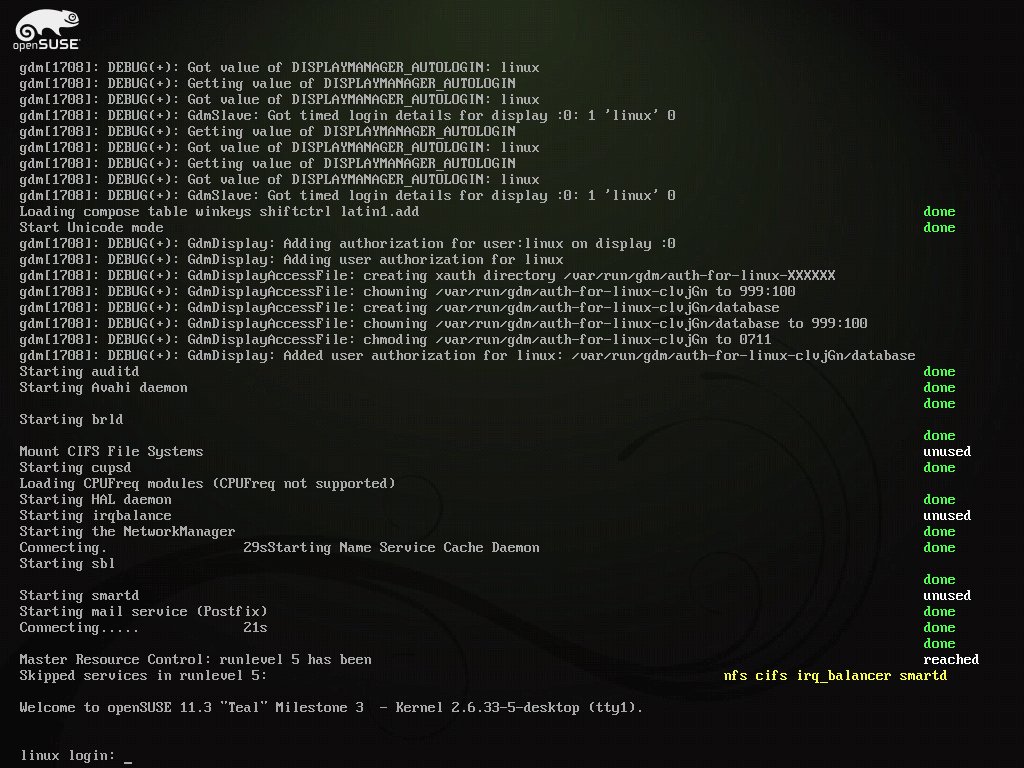 openSUSE
gdm[1708]: DEBUG(+): Got value of DISPLAYMANAGER_AUTOLOGIN: linux
gdm[1708]: DEBUG(+): Getting value of DISPLAYMANAGER_AUTOLOGIN
gdm[1708]: DEBUG(+): Got value of DISPLAYMANAGER_AUTOLOGIN: linux
gdm[1708]: DEBUG(+): GdmSlave: Got timed login details for display :0: 1 'linux' 0
gdm[1708]: DEBUG(+): Getting value of DISPLAYMANAGER_AUTOLOGIN
gdm[1708]: DEBUG(+): Got value of DISPLAYMANAGER_AUTOLOGIN: linux
gdm[1708]: DEBUG(+): Getting value of DISPLAYMANAGER_AUTOLOGIN
gdm[1708]: DEBUG(+): Got value of DISPLAYMANAGER_AUTOLOGIN: linux
gdm[1708]: DEBUG(+): GdmSlave: Got timed login details for display :0: 1 'linux' 0
Loading compose table winkeys shiftctrl latin1.add done
Start Unicode mode done
gdm[1708]: DEBUG(+): GdmDisplay: Adding authorization for user:linux on display :0
gdm[1708]: DEBUG(+): GdmDisplay: Adding user authorization for linux
gdm[1708]: DEBUG(+): GdmDisplayAccessFile: creating xauth directory /var/run/gdm/auth-for-linux-XXXXXX
gdm[1708]: DEBUG(+): GdmDisplayAccessFile: chowning /var/run/gdm/auth-for-linux-clvjGn to 999:100
gdm[1708]: DEBUG(+): GdmDisplayAccessFile: creating /var/run/gdm/auth-for-linux-clvjGn/database
gdm[1708]: DEBUG(+): GdmDisplayAccessFile: chowning /var/run/gdm/auth-for-linux-clvjGn/database to 999:100
gdm[1708]: DEBUG(+): GdmDisplayAccessFile: chmoding /var/run/gdm/auth-for-linux-clvjGn to 0711
gdm[1708]: DEBUG(+): GdmDisplay: Added user authorization for linux: /var/run/gdm/auth-for-linux-clvjGn/database
Starting auditd done
Starting Avahi daemon done
done
Starting brld
done
Mount CIFS File Systems unused
Starting cupsd done
Loading CPUFreq modules (CPUFreq not supported)
Starting HAL daemon done
Starting irqbalance unused
Starting the NetworkManager done
Connecting. 29sStarting Name Service Cache Daemon done
Starting sbl
done
Starting smartd unused
Starting mail service (Postfix) done
Connecting..... 21s done
done
Master Resource Control: runlevel 5 has been reached
Skipped services in runlevel 5: nfs cifs irq_balancer smartd
Welcome to openSUSE 11.3 "Teal" Milestone 3 - Kernel 2.6.33-5-desktop (tty1).
linux login: _